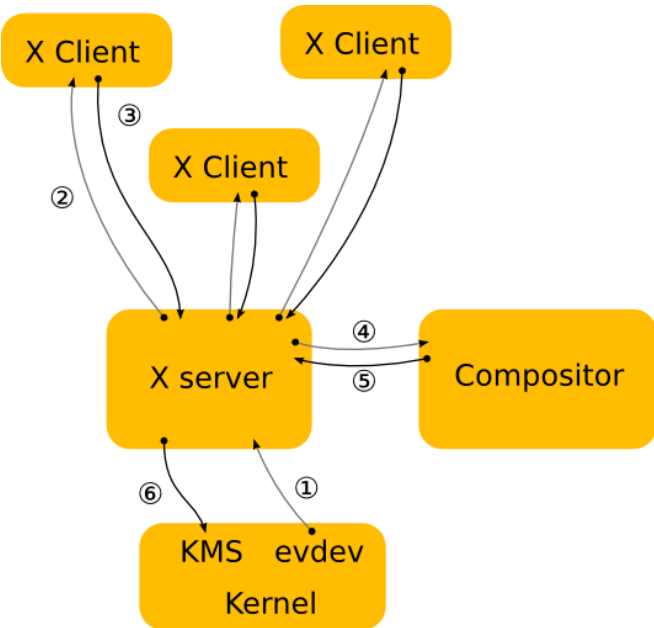 X Client
X Client
③
X Client
②
④
X server
Compositor
⑤
⑥
①
KMS evdev
Kernel